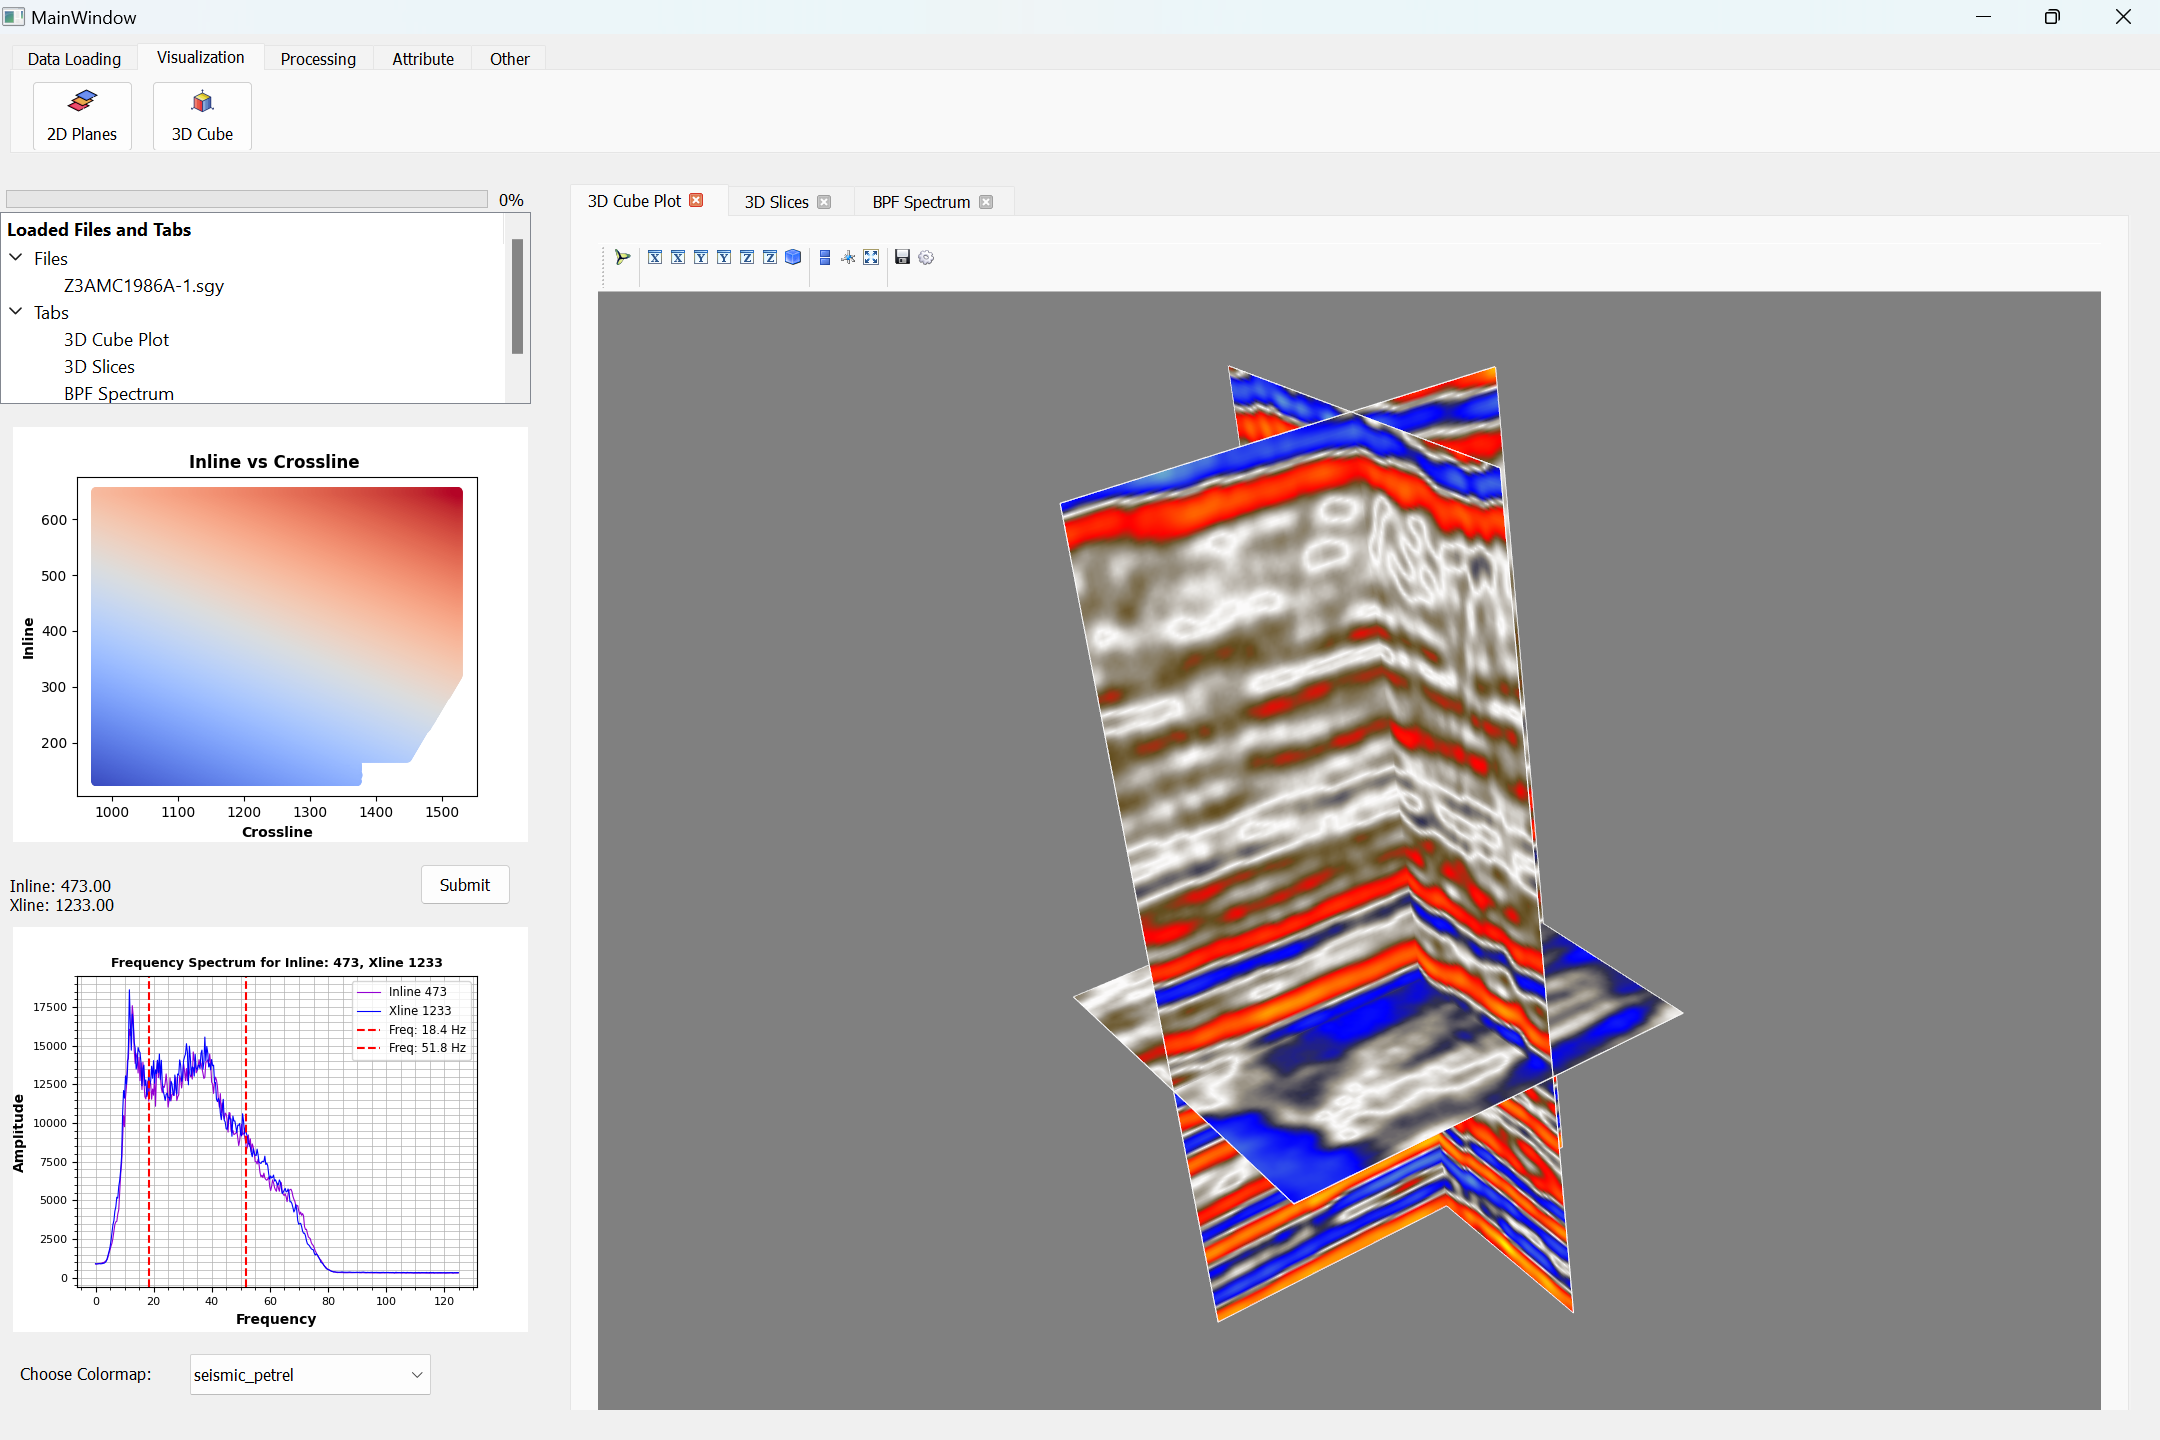 MainWindow
Data Loading Visualization Processing Attribute Other
2D Planes 3D Cube
0%
Loaded Files and Tabs
Files
Z3AMC1986A-1.sgy
Tabs
3D Cube Plot
3D Slices
BPF Spectrum
3D Cube Plot 3D Slices BPF Spectrum
X X Y Y Z Z
Inline vs Crossline
Inline
600
500
400
300
200
1000 1100 1200 1300 1400 1500
Crossline
Inline: 473.00
Xline: 1233.00
Submit
Frequency Spectrum for Inline: 473, Xline 1233
Inline 473
Xline 1233
Freq: 18.4 Hz
Freq: 51.8 Hz
Amplitude
17500
15000
12500
10000
7500
5000
2500
0
0 20 40 60 80 100 120
Frequency
Choose Colormap: seismic_petrel